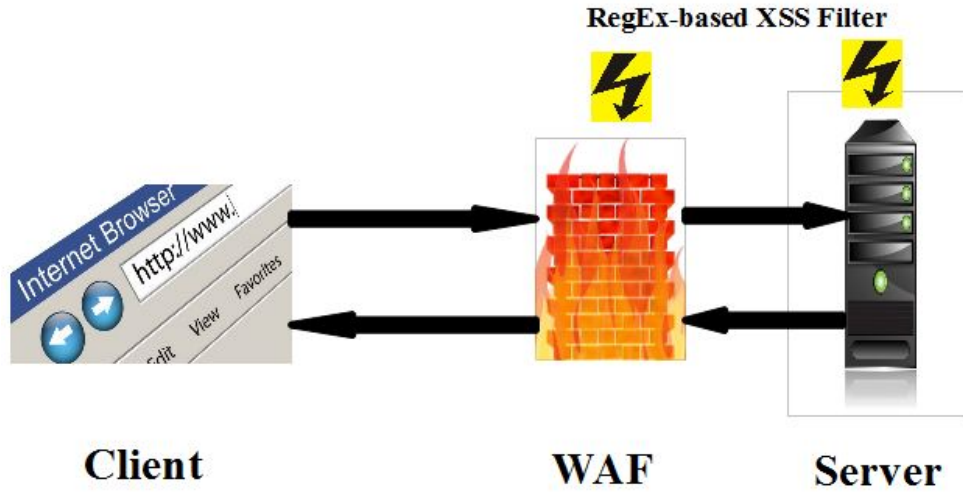 RegEx-based XSS Filter
Internet Browser
http://www.
Edit
View
Favorites
Client
WAF
Server